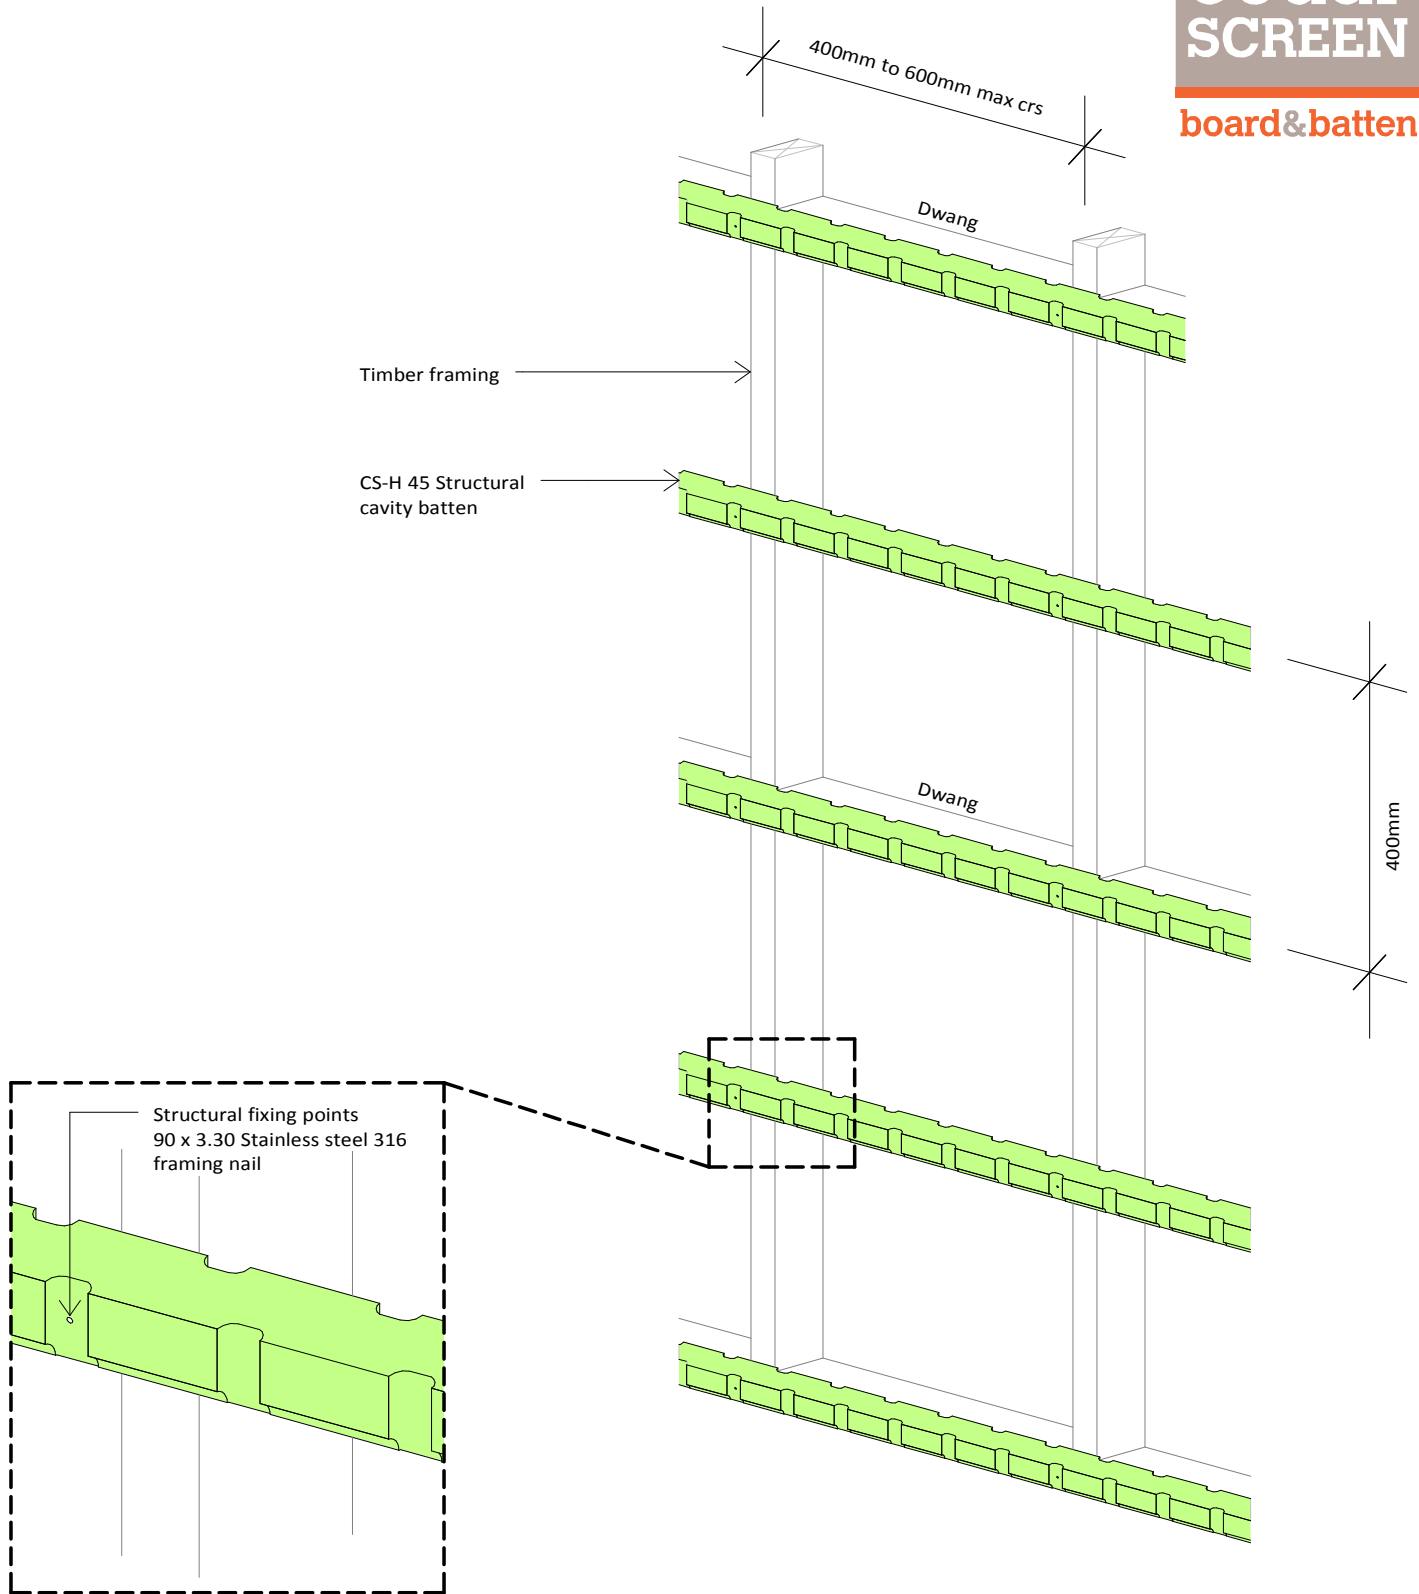 SCREEN
board&batten
400mm to 600mm max crs
Dwang
Timber framing
CS-H 45 Structural
cavity batten
Dwang
400mm
Structural fixing points
90 x 3.30 Stainless steel 316
framing nail